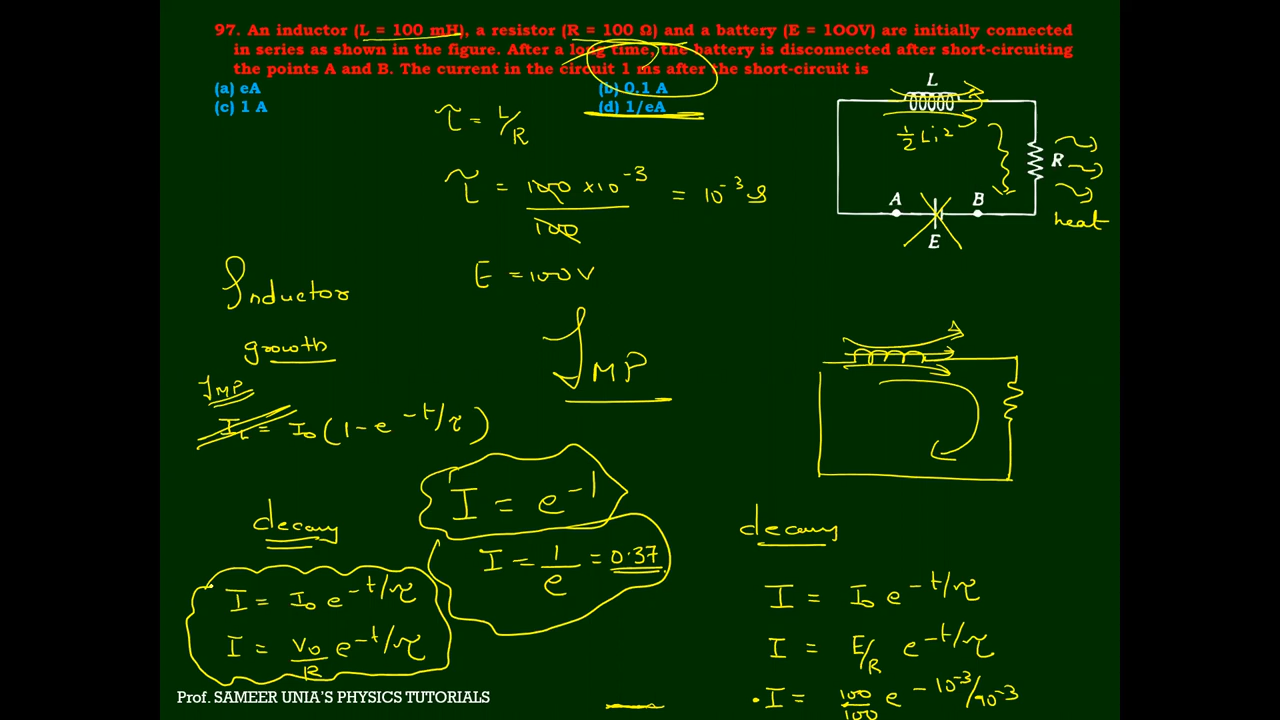 97. An inductor (L = 100 mH), a resistor (R = 100 Ω) and a battery (E = 1OOV) are initially connected
in series as shown in the figure. After a long time, the battery is disconnected after short-circuiting
the points A and B. The current in the circuit 1 ms after the short-circuit is
(a) eA (b) 0.1 A
(c) 1 A (d) 1/eA
L
½ Li²
R
A B
E
heat
τ = L/R
τ = 100 × 10⁻³ / 100 = 10⁻³ s
E = 100V
Inductor
growth
IMP
IMP
I_L = I₀ (1 - e^-t/τ)
I = e⁻¹
I = 1/e = 0.37
decay
I = I₀ e^-t/τ
I = V₀/R e^-t/τ
decay
I = I₀ e^-t/τ
I = E/R e^-t/τ
I = 100/100 e^-10⁻³/10⁻³
Prof. SAMEER UNIA'S PHYSICS TUTORIALS